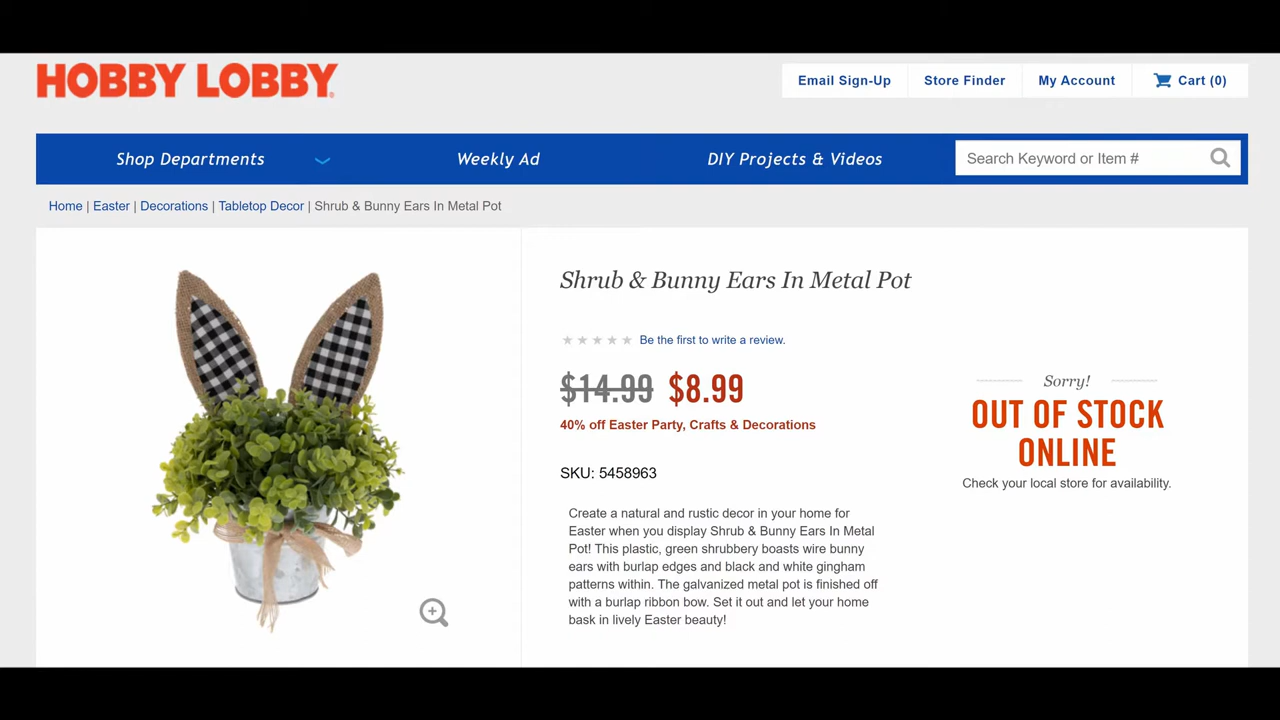 HOBBY LOBBY
Email Sign-Up
Store Finder
My Account
Cart (0)
Shop Departments
Weekly Ad
DIY Projects & Videos
Search Keyword or Item #
Home | Easter | Decorations | Tabletop Decor | Shrub & Bunny Ears In Metal Pot
Shrub & Bunny Ears In Metal Pot
Be the first to write a review.
$14.99 $8.99
40% off Easter Party, Crafts & Decorations
SKU: 5458963
Create a natural and rustic decor in your home for
Easter when you display Shrub & Bunny Ears In Metal
Pot! This plastic, green shrubbery boasts wire bunny
ears with burlap edges and black and white gingham
patterns within. The galvanized metal pot is finished off
with a burlap ribbon bow. Set it out and let your home
bask in lively Easter beauty!
Sorry!
OUT OF STOCK
ONLINE
Check your local store for availability.